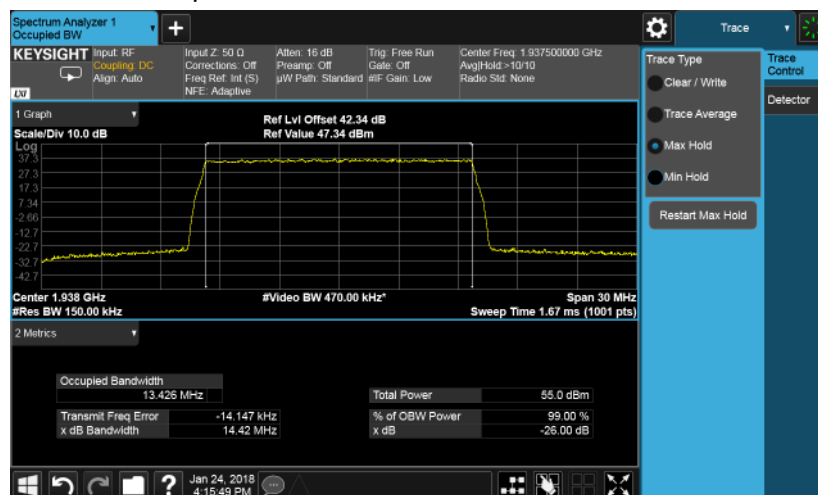 Spectrum Analyzer 1
Occupied BW
Trace
KEYSIGHT
LXI
Input: RF
Coupling: DC
Align: Auto
Input Z: 50 Ω
Corrections: Off
Freq Ref: Int (S)
NFE: Adaptive
Atten: 16 dB
Preamp: Off
µW Path: Standard
Trig: Free Run
Gate: Off
#IF Gain: Low
Center Freq: 1.937500000 GHz
Avg|Hold:>10/10
Radio Std: None
Trace Type
Clear / Write
Trace Average
Max Hold
Min Hold
Restart Max Hold
Trace
Control
Detector
1 Graph
Scale/Div 10.0 dB
Ref Lvl Offset 42.34 dB
Ref Value 47.34 dBm
Log
37.3
27.3
17.3
7.34
-2.66
-12.7
-22.7
-32.7
-42.7
Center 1.938 GHz
#Video BW 470.00 kHz*
Span 30 MHz
#Res BW 150.00 kHz
Sweep Time 1.67 ms (1001 pts)
2 Metrics
Occupied Bandwidth
13.426 MHz
Total Power 55.0 dBm
Transmit Freq Error -14.147 kHz
% of OBW Power 99.00 %
x dB Bandwidth 14.42 MHz
x dB -26.00 dB
?
Jan 24, 2018
4:15:49 PM